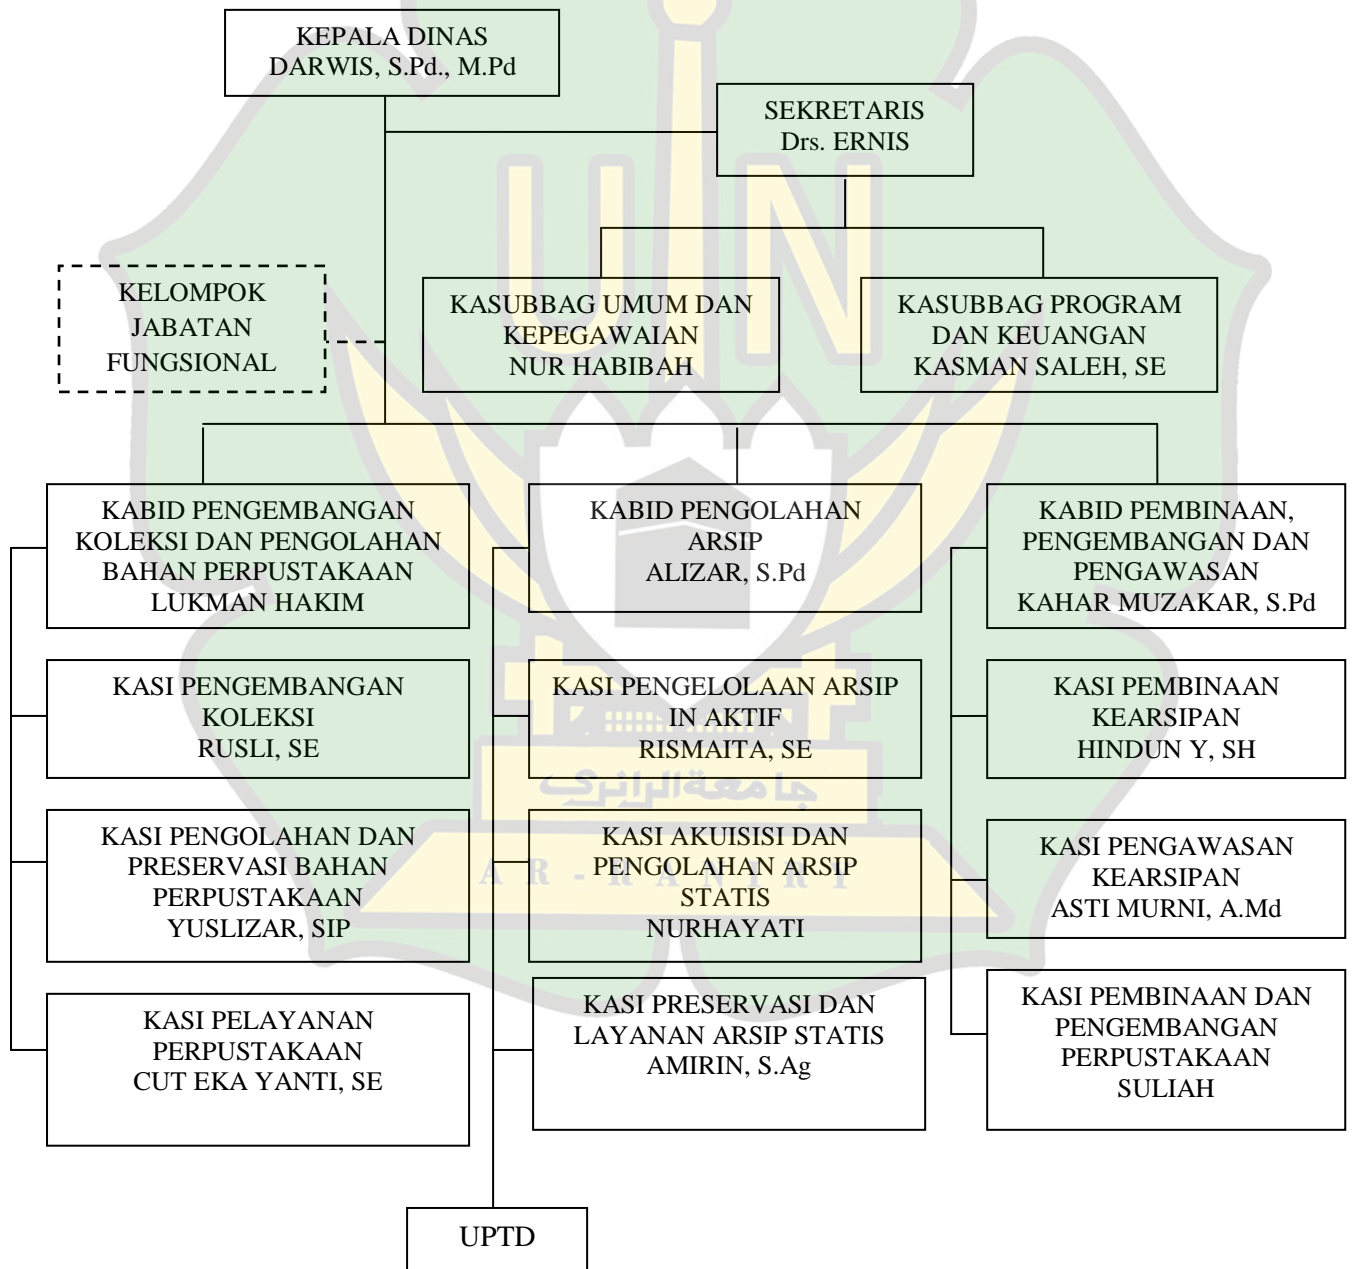 KEPALA DINAS
DARWIS, S.Pd., M.Pd
SEKRETARIS
Drs. ERNIS
KELOMPOK
JABATAN
FUNGSIONAL
KASUBBAG UMUM DAN
KEPEGAWAIAN
NUR HABIBAH
KASUBBAG PROGRAM
DAN KEUANGAN
KASMAN SALEH, SE
UIN
KABID PENGEMBANGAN
KOLEKSI DAN PENGOLAHAN
BAHAN PERPUSTAKAAN
LUKMAN HAKIM
KABID PENGOLAHAN
ARSIP
ALIZAR, S.Pd
KABID PEMBINAAN,
PENGEMBANGAN DAN
PENGAWASAN
KAHAR MUZAKAR, S.Pd
KASI PENGEMBANGAN
KOLEKSI
RUSLI, SE
KASI PENGELOLAAN ARSIP
IN AKTIF
RISMAITA, SE
KASI PEMBINAAN
KEARSIPAN
HINDUN Y, SH
جامعة الرانري
KASI PENGOLAHAN DAN
PRESERVASI BAHAN
PERPUSTAKAAN
YUSLIZAR, SIP
KASI AKUISISI DAN
PENGOLAHAN ARSIP
STATIS
NURHAYATI
KASI PENGAWASAN
KEARSIPAN
ASTI MURNI, A.Md
AR - RANIRY
KASI PELAYANAN
PERPUSTAKAAN
CUT EKA YANTI, SE
KASI PRESERVASI DAN
LAYANAN ARSIP STATIS
AMIRIN, S.Ag
KASI PEMBINAAN DAN
PENGEMBANGAN
PERPUSTAKAAN
SULIAH
UPTD